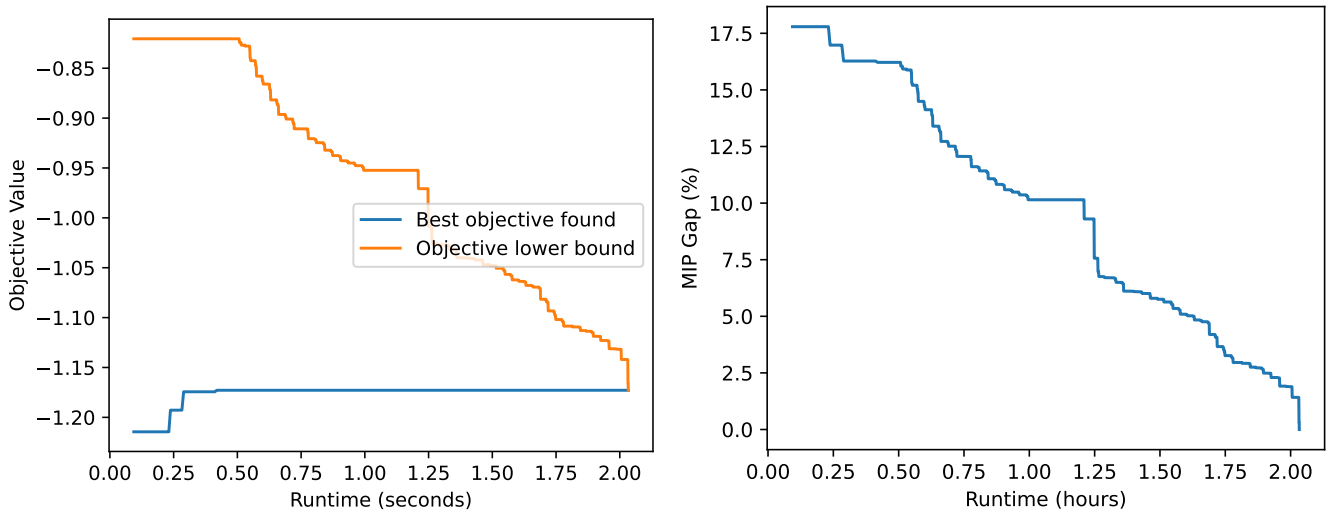 −0.85
−0.90
−0.95
−1.00
−1.05
−1.10
−1.15
−1.20
Objective Value
Best objective found
Objective lower bound
0.00 0.25 0.50 0.75 1.00 1.25 1.50 1.75 2.00
Runtime (seconds)
17.5
15.0
12.5
10.0
7.5
5.0
2.5
0.0
MIP Gap (%)
0.00 0.25 0.50 0.75 1.00 1.25 1.50 1.75 2.00
Runtime (hours)